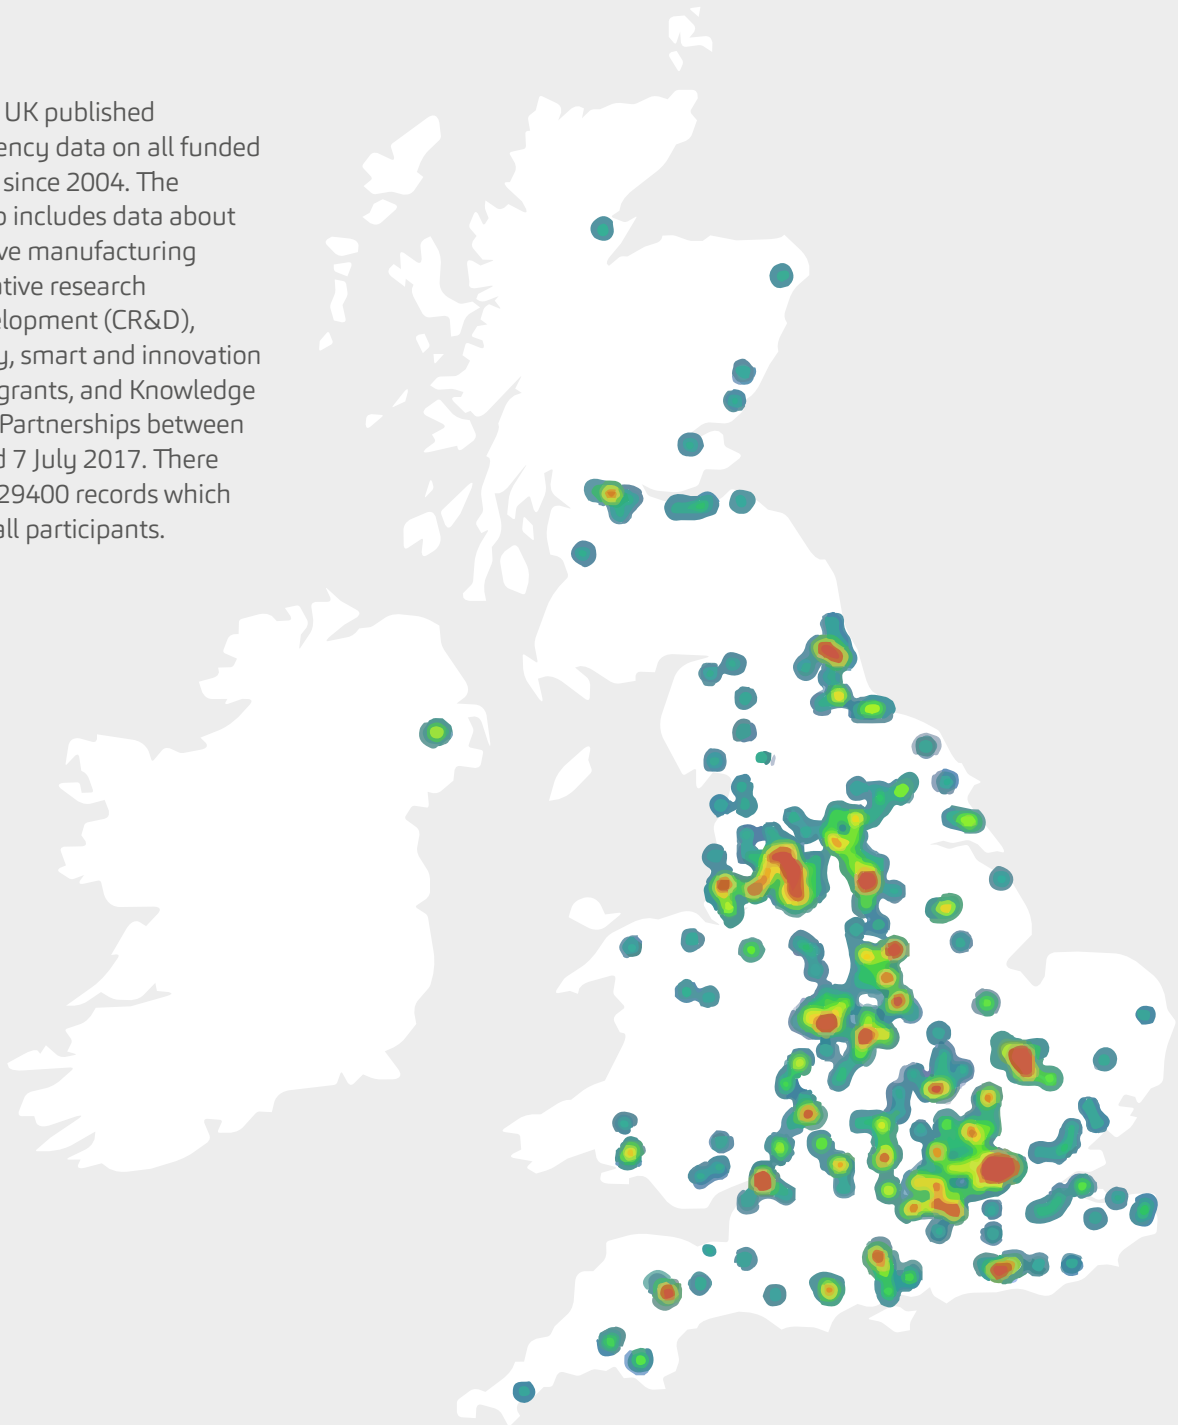 UK published
ency data on all funded
since 2004. The
o includes data about
ve manufacturing
ative research
elopment (CR&D),
y, smart and innovation
grants, and Knowledge
Partnerships between
d 7 July 2017. There
29400 records which
all participants.